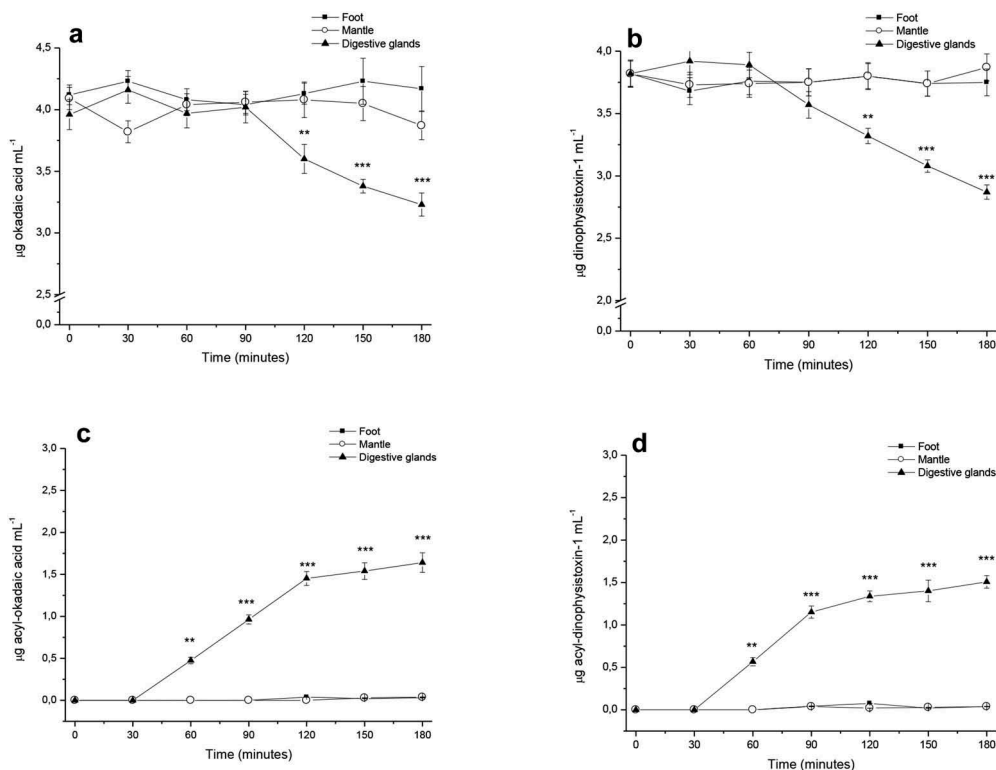 a
Foot
Mantle
Digestive glands
4,5
4,0
3,5
3,0
2,5
0,0
µg okadaic acid mL-1
**
***
***
0 30 60 90 120 150 180
Time (minutes)
b
Foot
Mantle
Digestive glands
4,0
3,5
3,0
2,5
2,0
0,0
µg dinophysistoxin-1 mL-1
**
***
***
0 30 60 90 120 150 180
Time (minutes)
c
Foot
Mantle
Digestive glands
3,0
2,5
2,0
1,5
1,0
0,5
0,0
µg acyl-okadaic acid mL-1
**
***
***
***
***
0 30 60 90 120 150 180
Time (minutes)
d
Foot
Mantle
Digestive glands
3,0
2,5
2,0
1,5
1,0
0,5
0,0
µg acyl-dinophysistoxin-1 mL-1
**
***
***
***
***
0 30 60 90 120 150 180
Time (minutes)